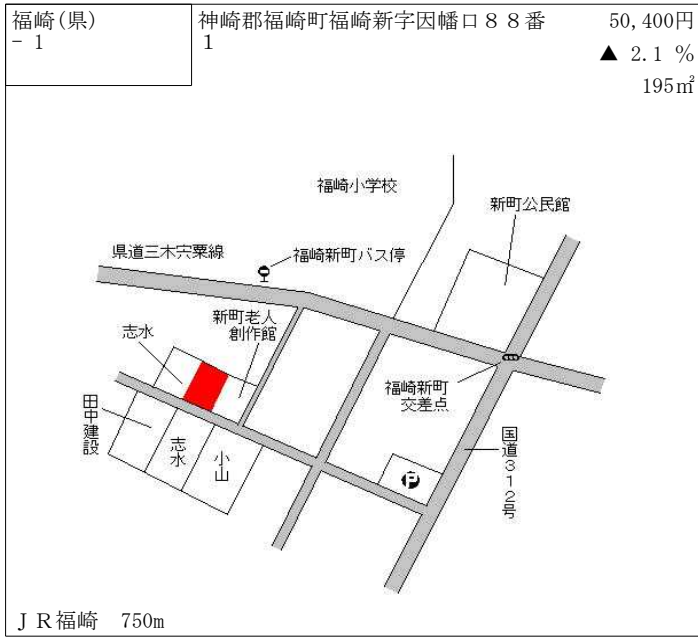 福崎(県)
－１
神崎郡福崎町福崎新字因幡口８８番
１
50,400円
▲ 2.1 %
195㎡
福崎小学校
新町公民館
県道三木宍粟線
福崎新町バス停
新町老人
創作館
志水
福崎新町
交差点
田中建設
志水
小山
国道３１２号
P
ＪＲ福崎　750m